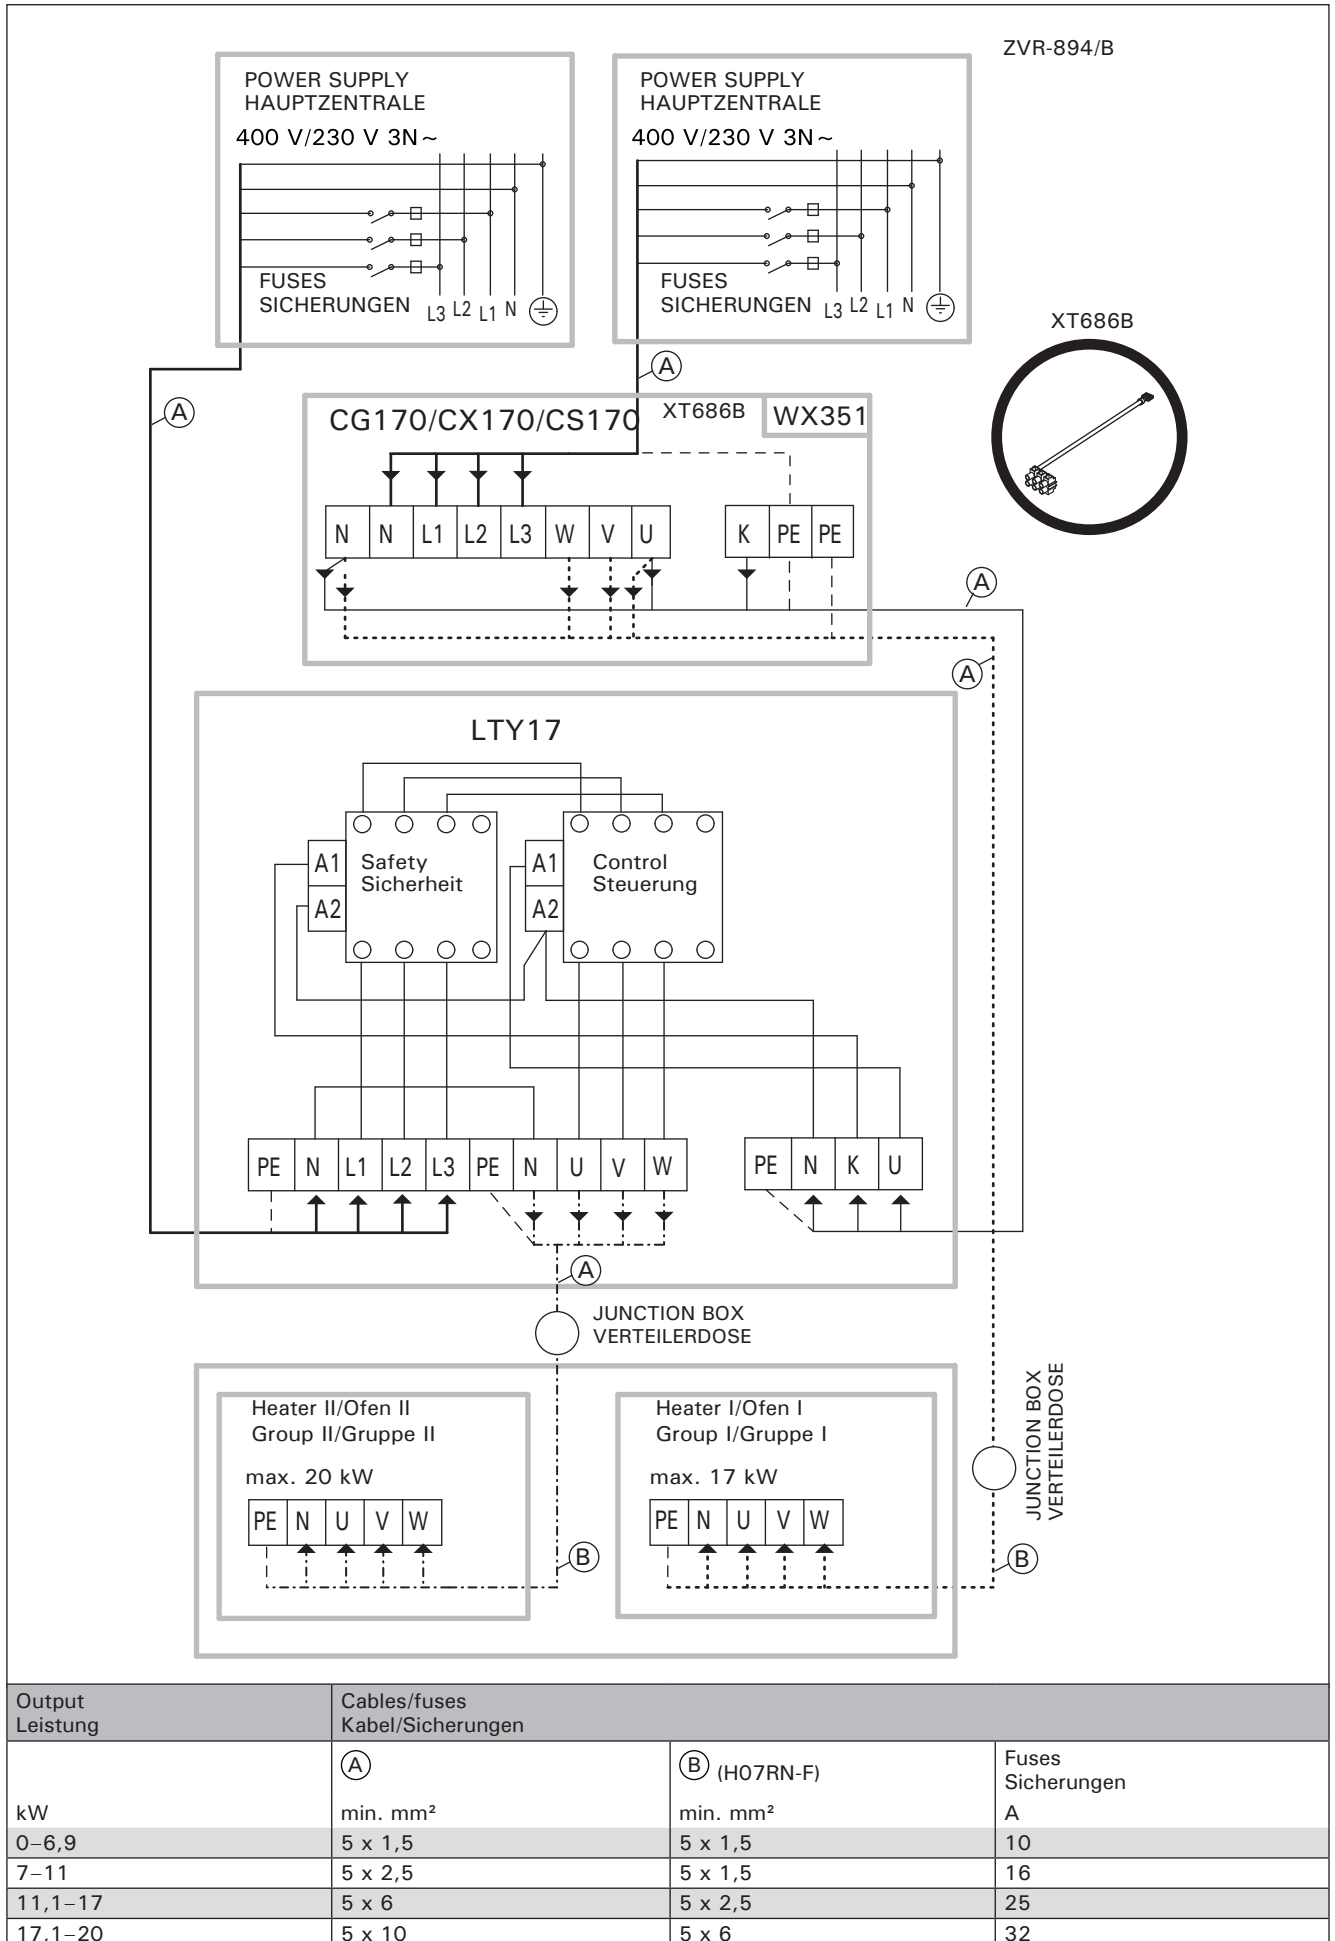 ZVR-894/B
POWER SUPPLY
HAUPTZENTRALE
400 V/230 V 3N~
FUSES
SICHERUNGEN
L3 L2 L1 N
POWER SUPPLY
HAUPTZENTRALE
400 V/230 V 3N~
FUSES
SICHERUNGEN
L3 L2 L1 N
XT686B
A
A
CG170/CX170/CS170
XT686B
WX351
N N L1 L2 L3 W V U
K PE PE
A
A
LTY17
A1
A2
Safety
Sicherheit
A1
A2
Control
Steuerung
PE N L1 L2 L3 PE N U V W
PE N K U
A
JUNCTION BOX
VERTEILERDOSE
JUNCTION BOX
VERTEILERDOSE
Heater II/Ofen II
Group II/Gruppe II
max. 20 kW
PE N U V W
B
Heater I/Ofen I
Group I/Gruppe I
max. 17 kW
PE N U V W
B
Output
Leistung
Cables/fuses
Kabel/Sicherungen
A
B (H07RN-F)
Fuses
Sicherungen
kW min. mm² min. mm² A
0–6,9 5 x 1,5 5 x 1,5 10
7–11 5 x 2,5 5 x 1,5 16
11,1–17 5 x 6 5 x 2,5 25
17,1–20 5 x 10 5 x 6 32